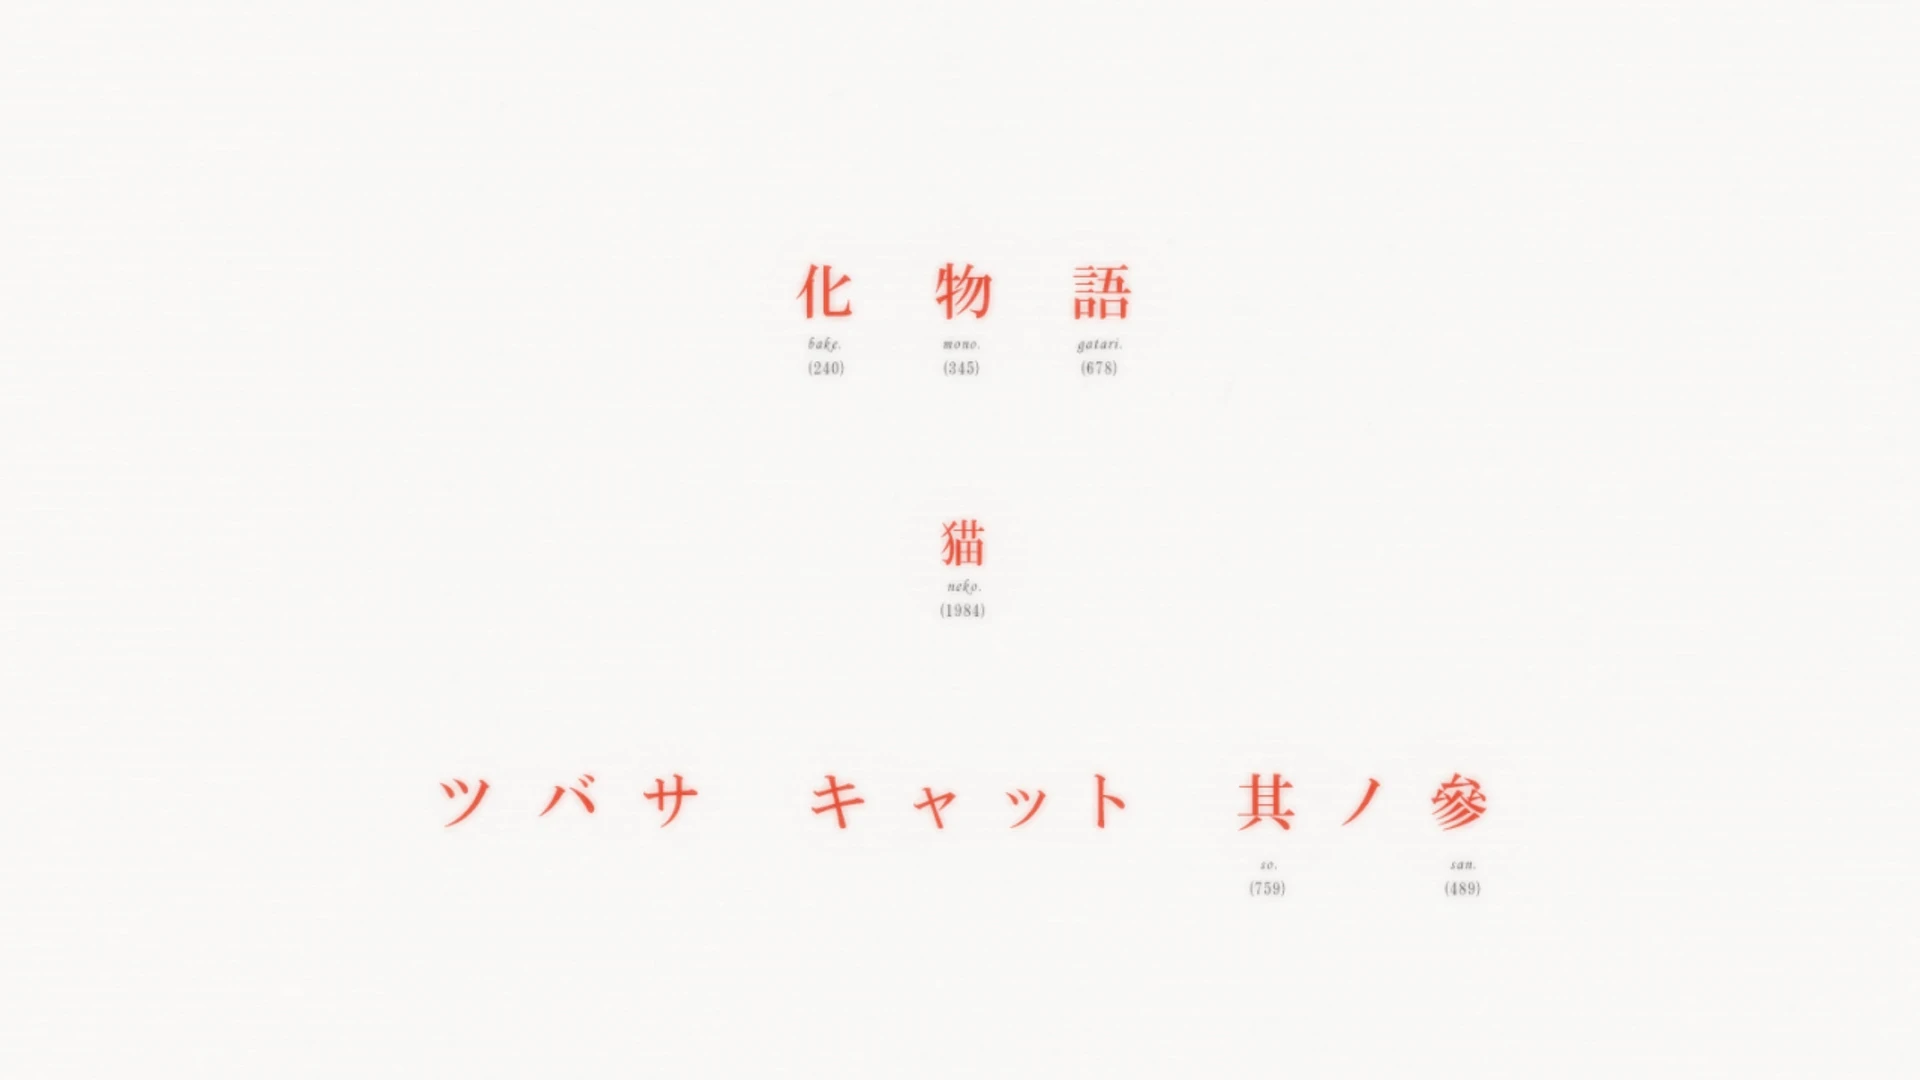 化 物 語
bake. mono. gatari.
(240) (345) (678)
猫
neko.
(1984)
ツバサ キャット 其ノ參
so. san.
(759) (489)